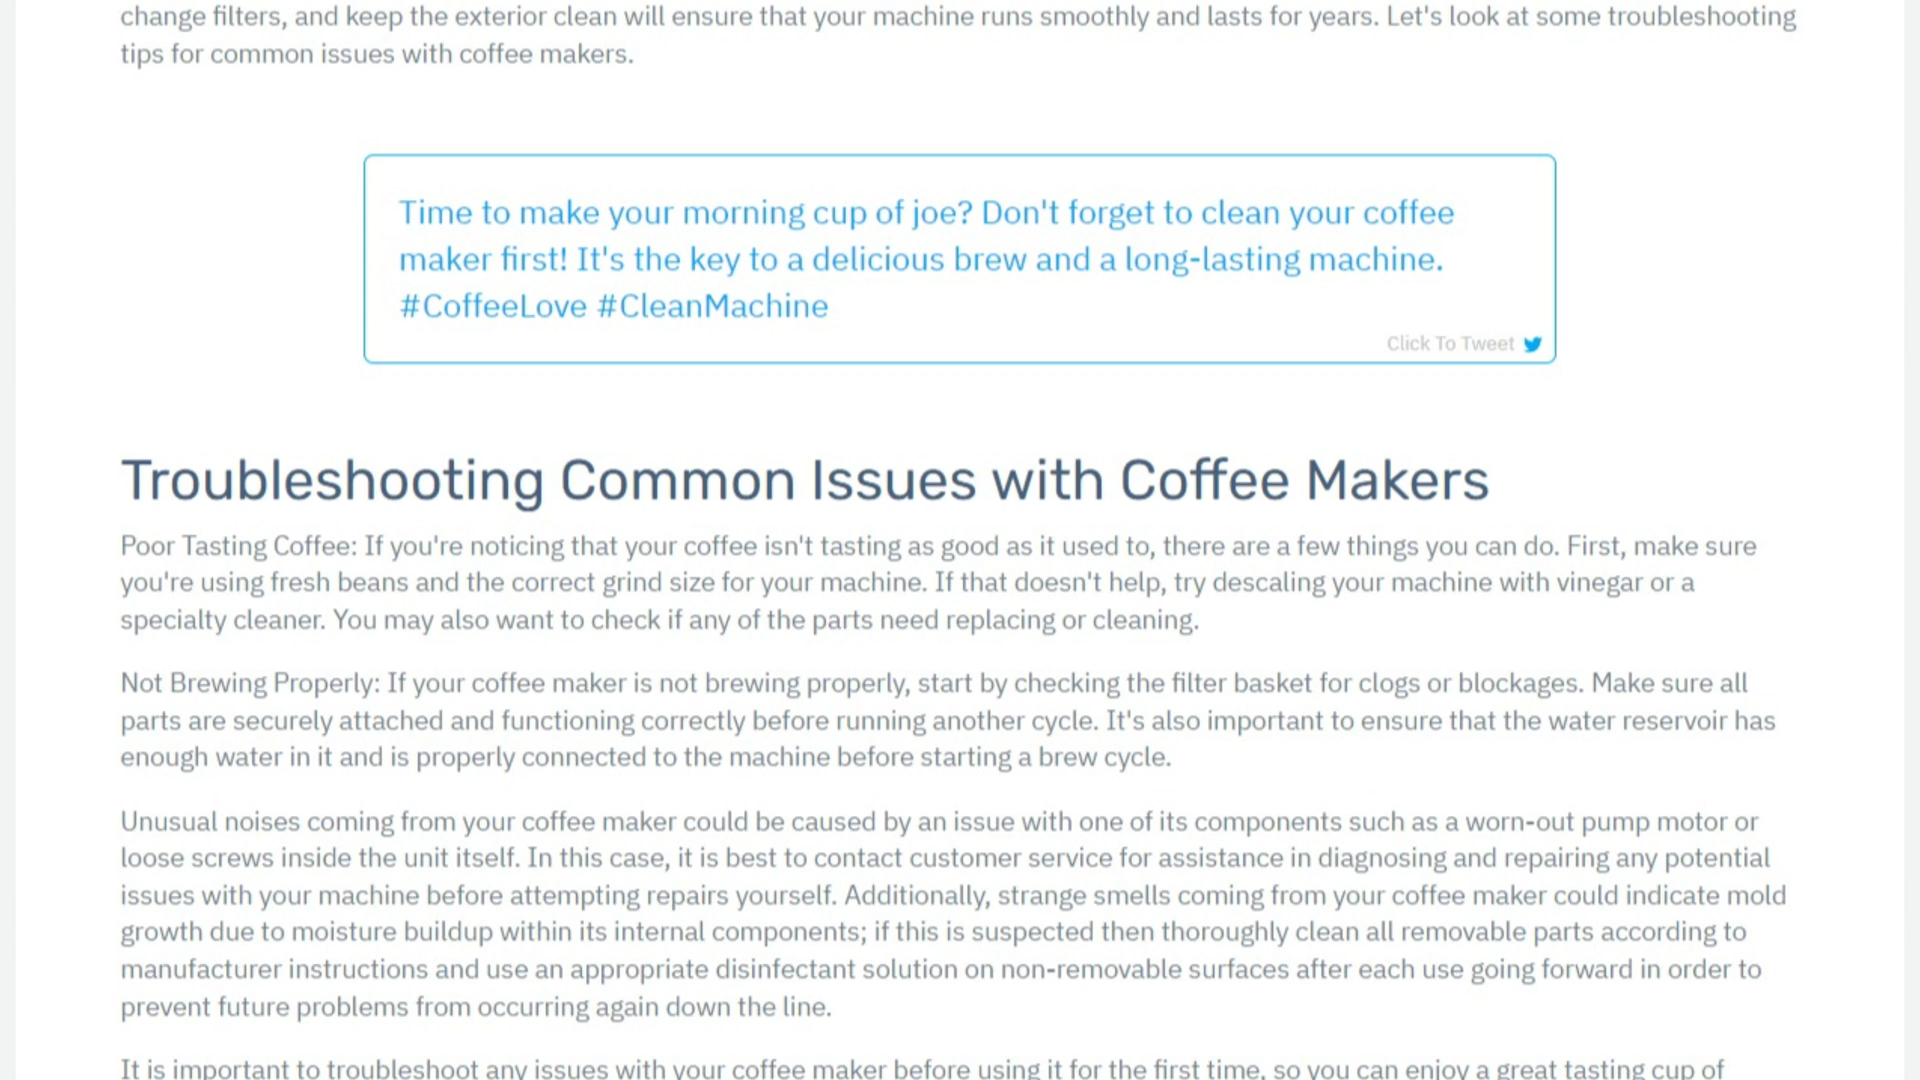 change filters, and keep the exterior clean will ensure that your machine runs smoothly and lasts for years. Let's look at some troubleshooting
tips for common issues with coffee makers.
Time to make your morning cup of joe? Don't forget to clean your coffee
maker first! It's the key to a delicious brew and a long-lasting machine.
#CoffeeLove #CleanMachine
Click To Tweet
Troubleshooting Common Issues with Coffee Makers
Poor Tasting Coffee: If you're noticing that your coffee isn't tasting as good as it used to, there are a few things you can do. First, make sure
you're using fresh beans and the correct grind size for your machine. If that doesn't help, try descaling your machine with vinegar or a
specialty cleaner. You may also want to check if any of the parts need replacing or cleaning.
Not Brewing Properly: If your coffee maker is not brewing properly, start by checking the filter basket for clogs or blockages. Make sure all
parts are securely attached and functioning correctly before running another cycle. It's also important to ensure that the water reservoir has
enough water in it and is properly connected to the machine before starting a brew cycle.
Unusual noises coming from your coffee maker could be caused by an issue with one of its components such as a worn-out pump motor or
loose screws inside the unit itself. In this case, it is best to contact customer service for assistance in diagnosing and repairing any potential
issues with your machine before attempting repairs yourself. Additionally, strange smells coming from your coffee maker could indicate mold
growth due to moisture buildup within its internal components; if this is suspected then thoroughly clean all removable parts according to
manufacturer instructions and use an appropriate disinfectant solution on non-removable surfaces after each use going forward in order to
prevent future problems from occurring again down the line.
It is important to troubleshoot any issues with your coffee maker before using it for the first time, so you can enjoy a great tasting cup of